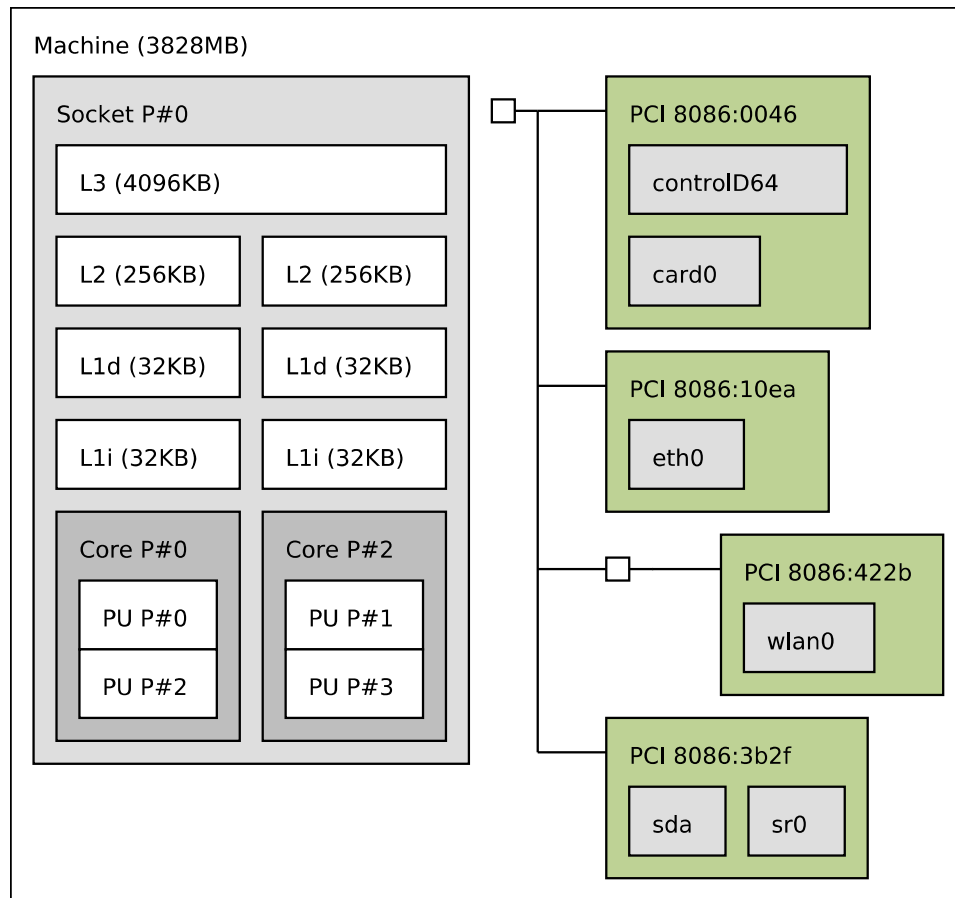 Machine (3828MB)
Socket P#0
L3 (4096KB)
L2 (256KB) L2 (256KB)
L1d (32KB) L1d (32KB)
L1i (32KB) L1i (32KB)
Core P#0 Core P#2
PU P#0 PU P#1
PU P#2 PU P#3
PCI 8086:0046
controlD64
card0
PCI 8086:10ea
eth0
PCI 8086:422b
wlan0
PCI 8086:3b2f
sda sr0